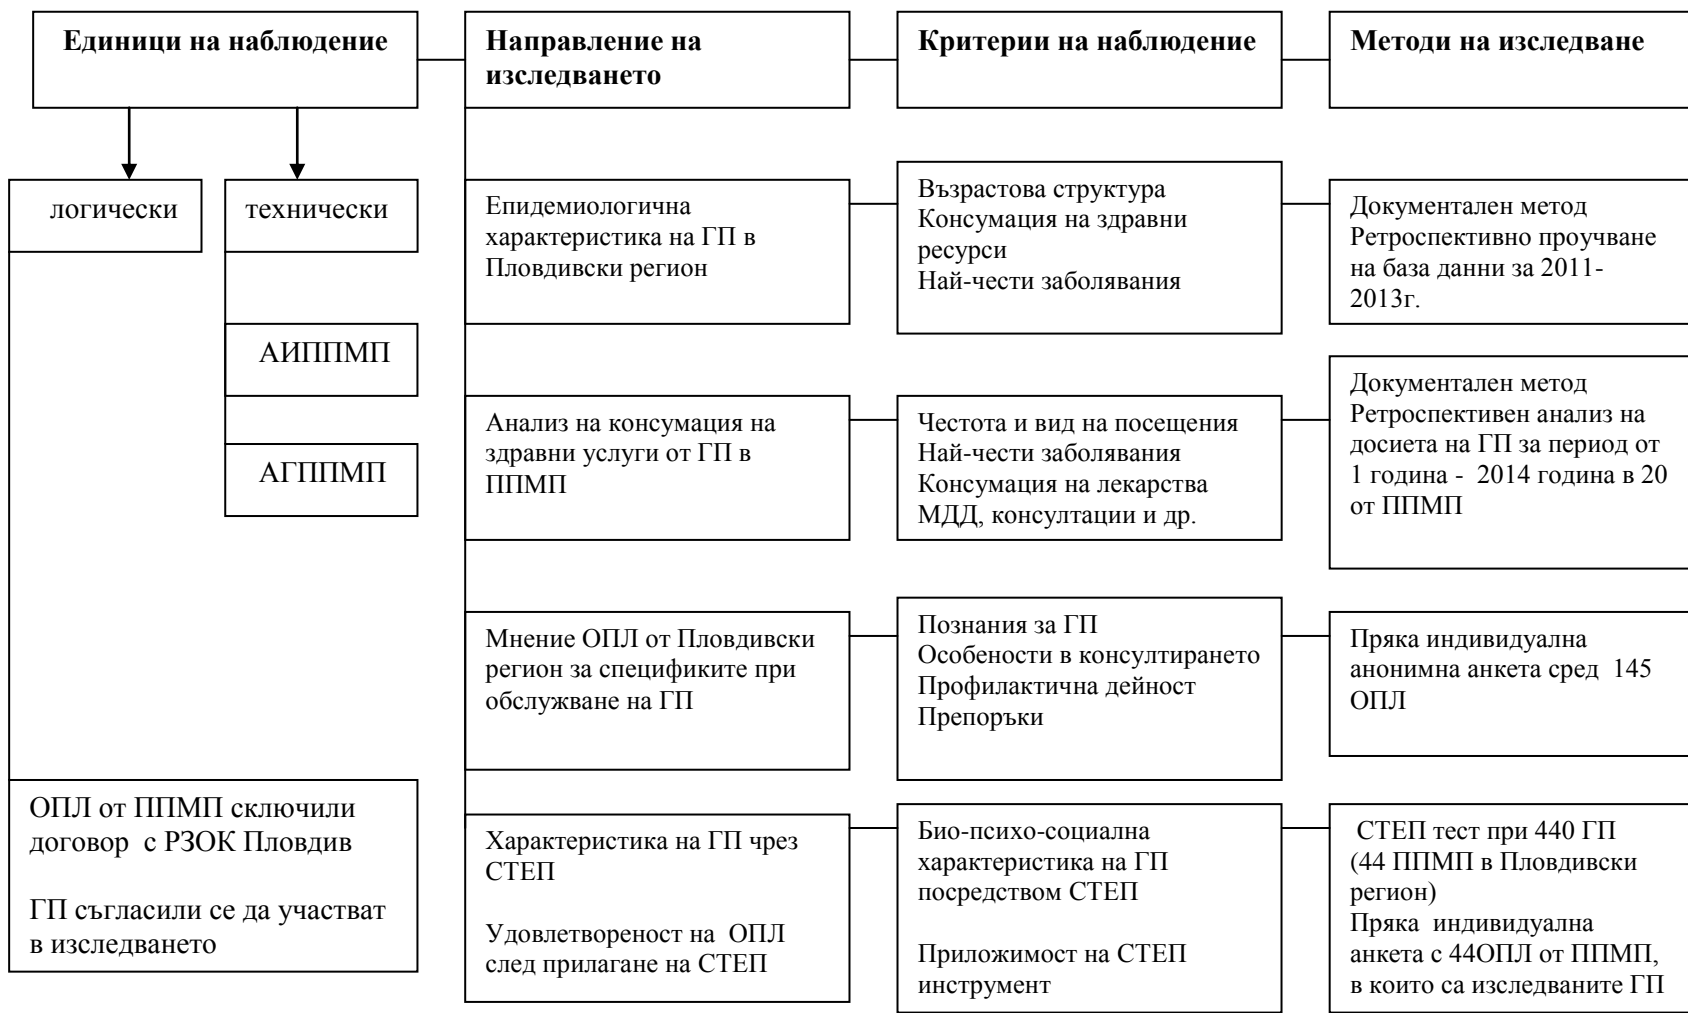 Единици на наблюдение
Направление на
изследването
Критерии на наблюдение
Методи на изследване
логически
технически
АИППМП
АГППМП
ОПЛ от ППМП сключили
договор с РЗОК Пловдив
ГП съгласили се да участват
в изследването
Епидемиологична
характеристика на ГП в
Пловдивски регион
Възрастова структура
Консумация на здравни
ресурси
Най-чести заболявания
Документален метод
Ретроспективно проучване
на база данни за 2011-
2013г.
Анализ на консумация на
здравни услуги от ГП в
ППМП
Честота и вид на посещения
Най-чести заболявания
Консумация на лекарства
МДД, консултации и др.
Документален метод
Ретроспективен анализ на
досиета на ГП за период от
1 година - 2014 година в 20
от ППМП
Мнение ОПЛ от Пловдивски
регион за спецификите при
обслужване на ГП
Познания за ГП
Особености в консултирането
Профилактична дейност
Препоръки
Пряка индивидуална
анонимна анкета сред 145
ОПЛ
Характеристика на ГП чрез
СТЕП
Удовлетвореност на ОПЛ
след прилагане на СТЕП
Био-психо-социална
характеристика на ГП
посредством СТЕП
Приложимост на СТЕП
инструмент
СТЕП тест при 440 ГП
(44 ППМП в Пловдивски
регион)
Пряка индивидуална
анкета с 44ОПЛ от ППМП,
в които са изследваните ГП